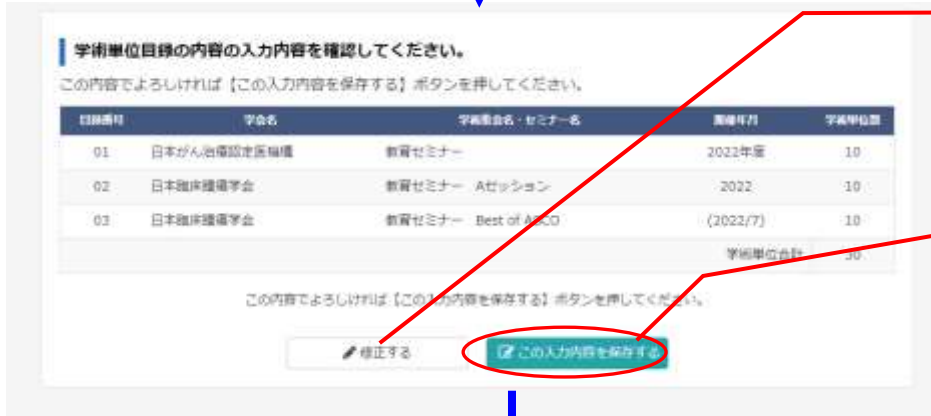 学術単位目録の内容の入力内容を確認してください。
この内容でよろしければ【この入力内容を保存する】ボタンを押してください。
目録番号 学会名 学術集会名・セミナー名 開催年月 学術単位数
01 日本がん治療認定医機構 教育セミナー 2022年度 10
02 日本臨床腫瘍学会 教育セミナー Aセッション 2022 10
03 日本臨床腫瘍学会 教育セミナー Best of ASCO (2022/7) 10
学術単位合計 30
この内容でよろしければ【この入力内容を保存する】ボタンを押してください。
修正する この入力内容を保存する